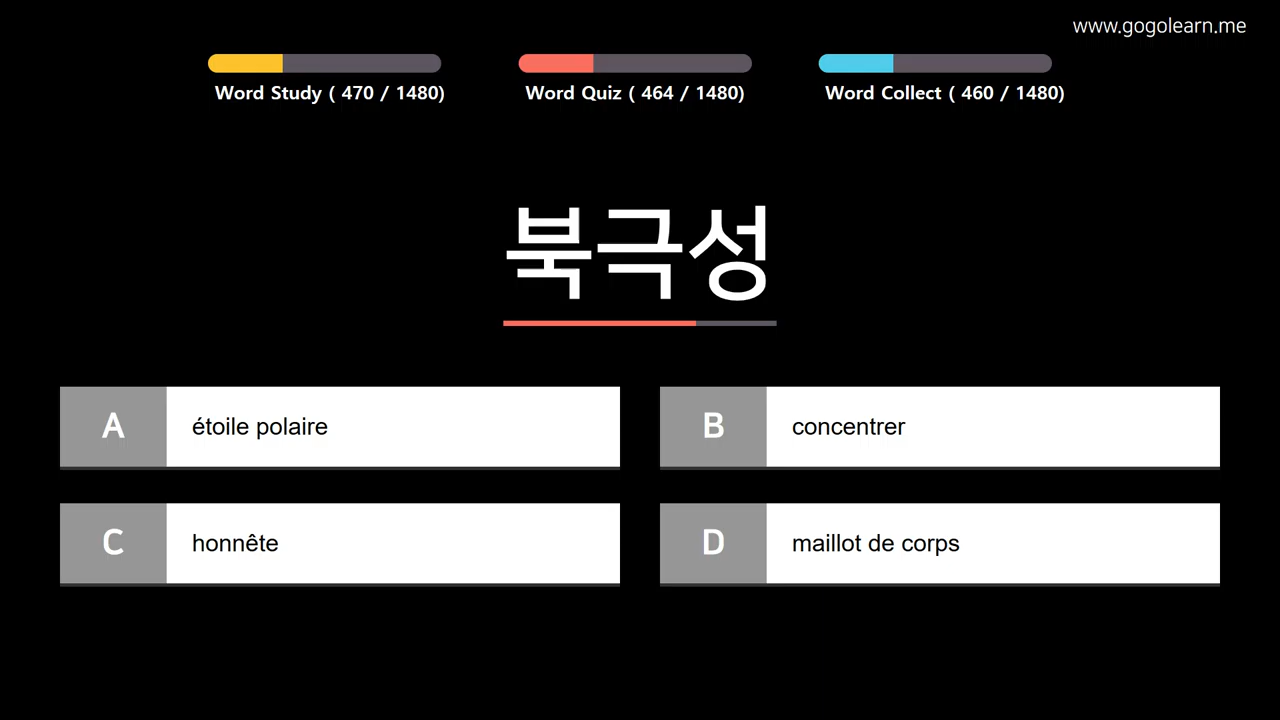 www.gogolearn.me
Word Study ( 470 / 1480)
Word Quiz ( 464 / 1480)
Word Collect ( 460 / 1480)
북극성
A
étoile polaire
B
concentrer
C
honnête
D
maillot de corps